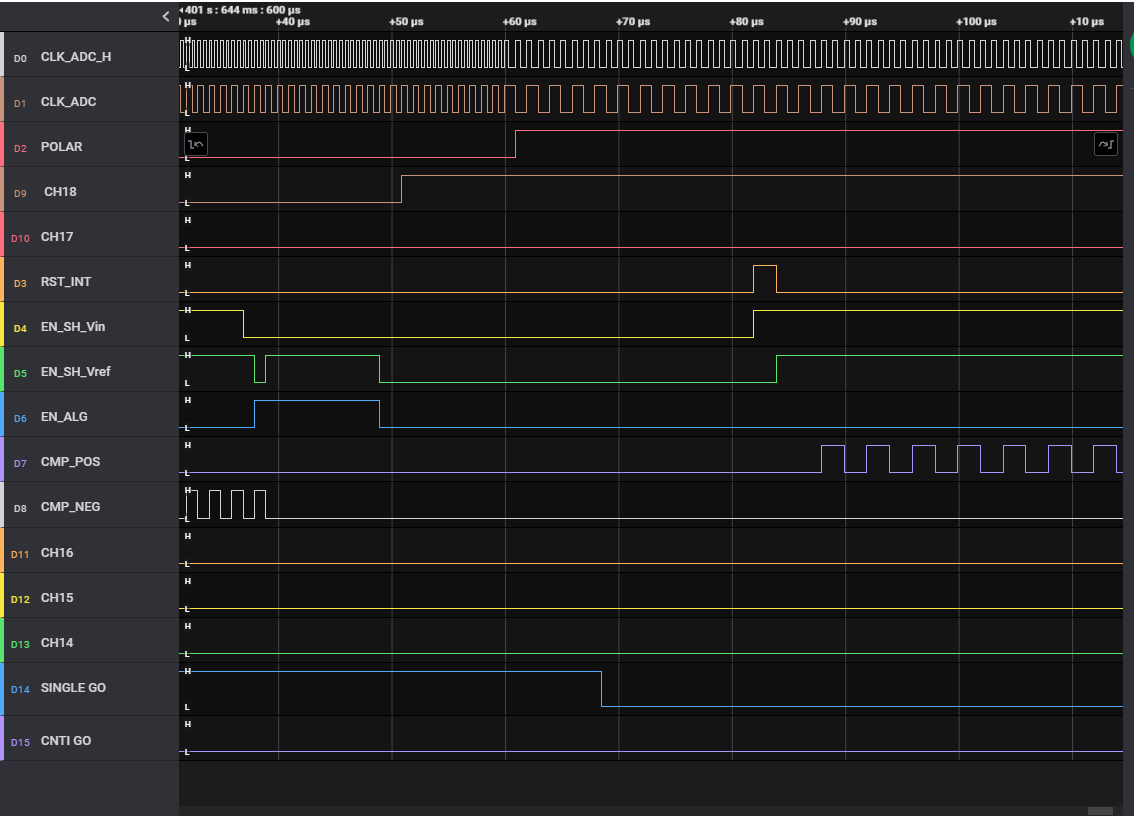 401 s : 644 ms : 600 µs
µs +40 µs +50 µs +60 µs +70 µs +80 µs +90 µs +100 µs +10 µs
D0 CLK_ADC_H H L
D1 CLK_ADC H L
D2 POLAR H L
D9 CH18 H L
D10 CH17 H L
D3 RST_INT H L
D4 EN_SH_Vin H L
D5 EN_SH_Vref H L
D6 EN_ALG H L
D7 CMP_POS H L
D8 CMP_NEG H L
D11 CH16 H L
D12 CH15 H L
D13 CH14 H L
D14 SINGLE GO H L
D15 CNTI GO H L